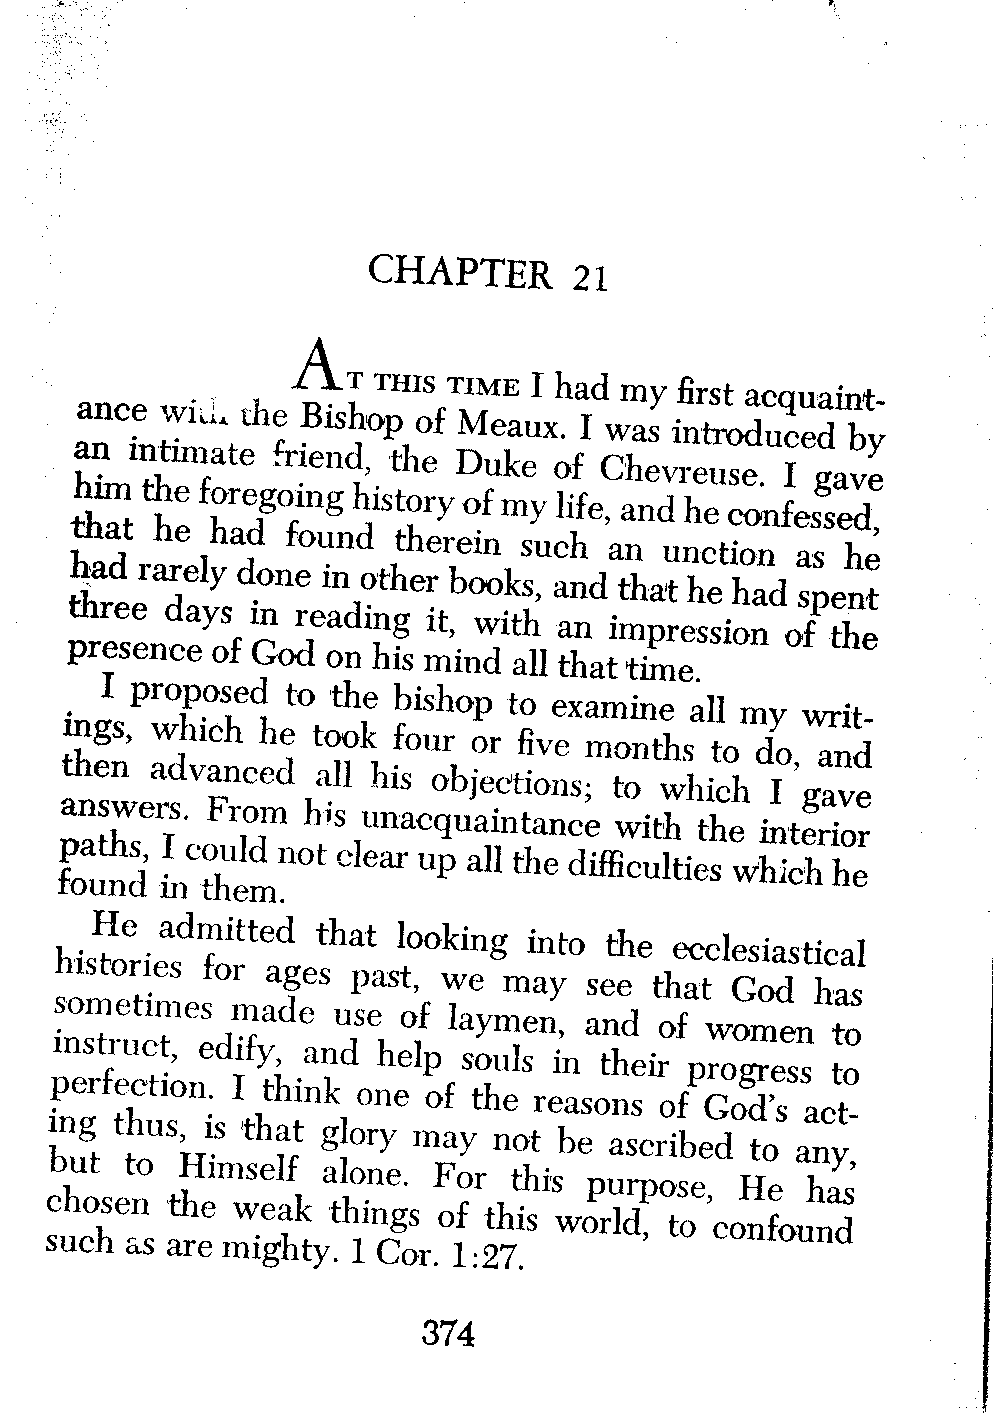 CHAPTER 21
AT THIS TIME I had my first acquaint-
ance with the Bishop of Meaux. I was introduced by
an intimate friend, the Duke of Chevreuse. I gave
him the foregoing history of my life, and he confessed,
that he had found therein such an unction as he
had rarely done in other books, and that he had spent
three days in reading it, with an impression of the
presence of God on his mind all that time.
I proposed to the bishop to examine all my writ-
ings, which he took four or five months to do, and
then advanced all his objections; to which I gave
answers. From his unacquaintance with the interior
paths, I could not clear up all the difficulties which he
found in them.
He admitted that looking into the ecclesiastical
histories for ages past, we may see that God has
sometimes made use of laymen, and of women to
instruct, edify, and help souls in their progress to
perfection. I think one of the reasons of God's act-
ing thus, is that glory may not be ascribed to any,
but to Himself alone. For this purpose, He has
chosen the weak things of this world, to confound
such as are mighty. 1 Cor. 1:27.
374